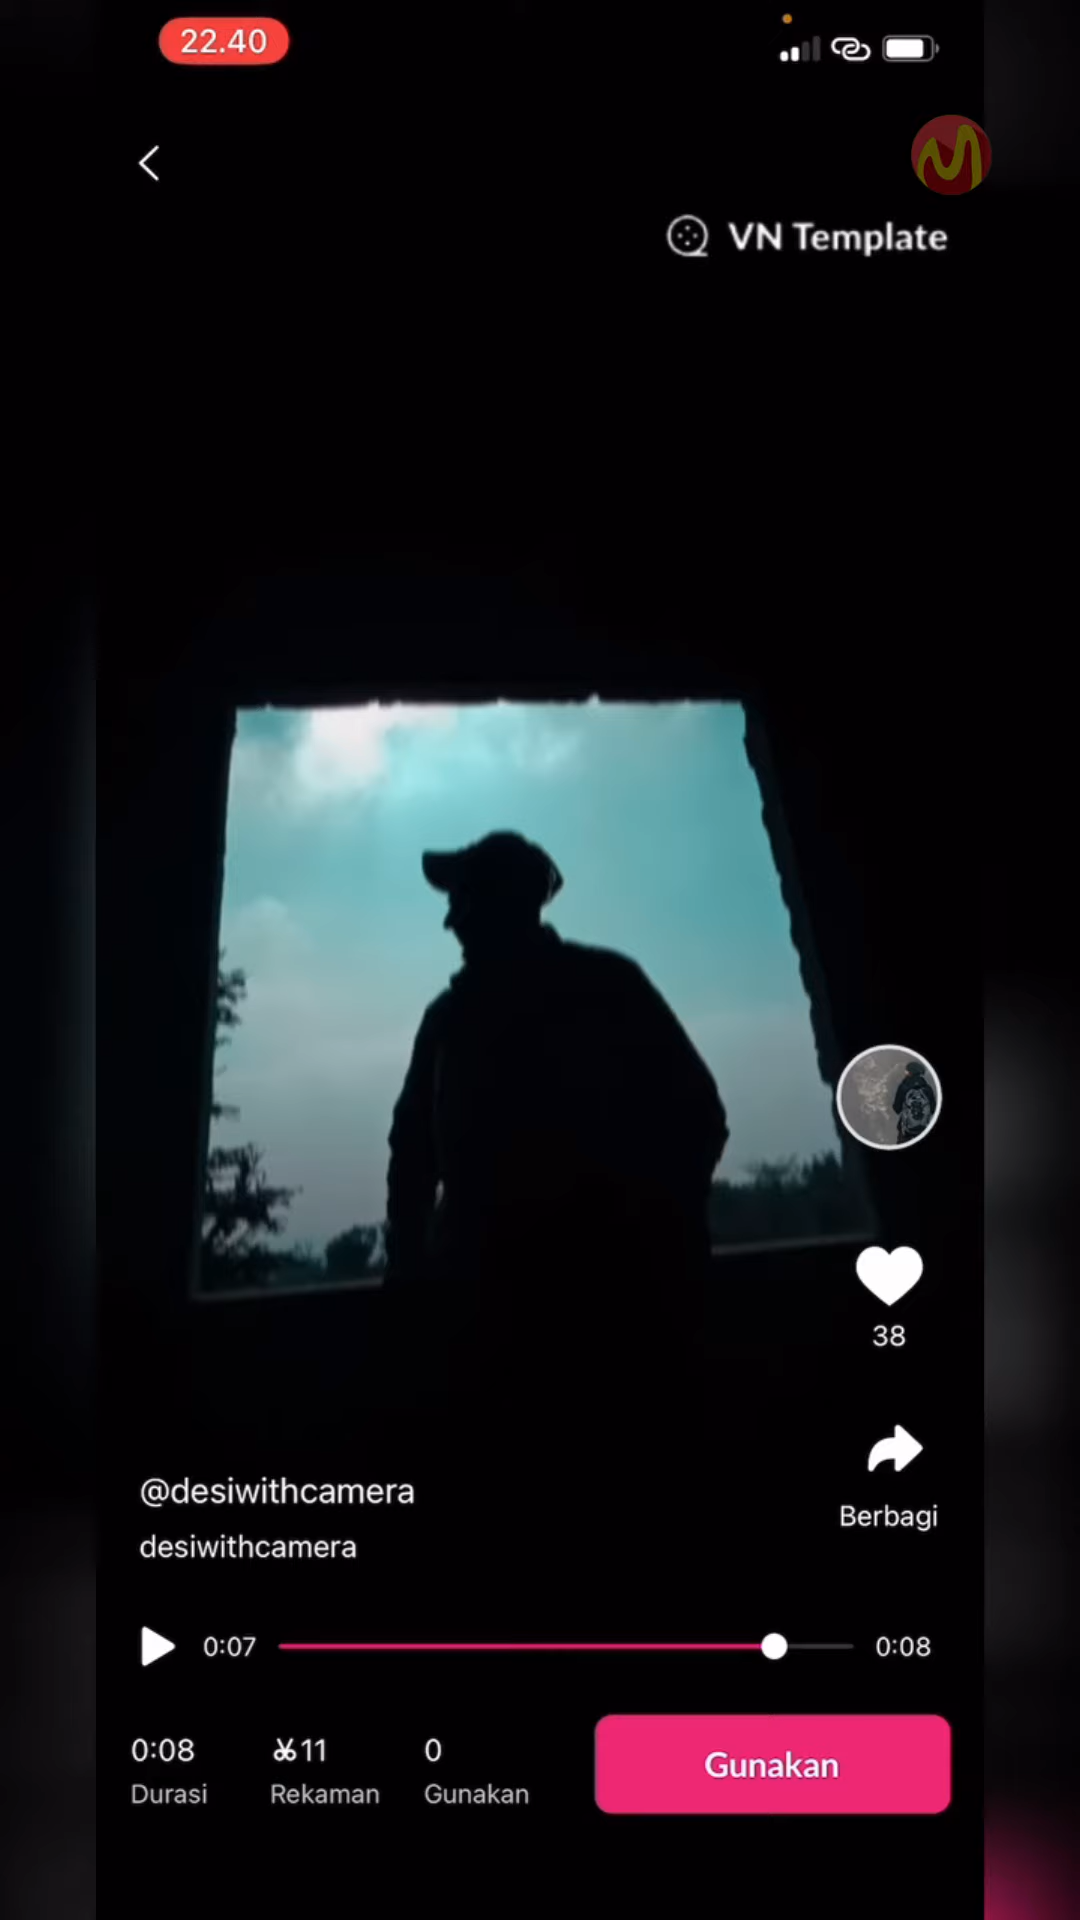 22.40
VN Template
38
Berbagi
@desiwithcamera
desiwithcamera
0:07
0:08
0:08
11
0
Durasi
Rekaman
Gunakan
Gunakan